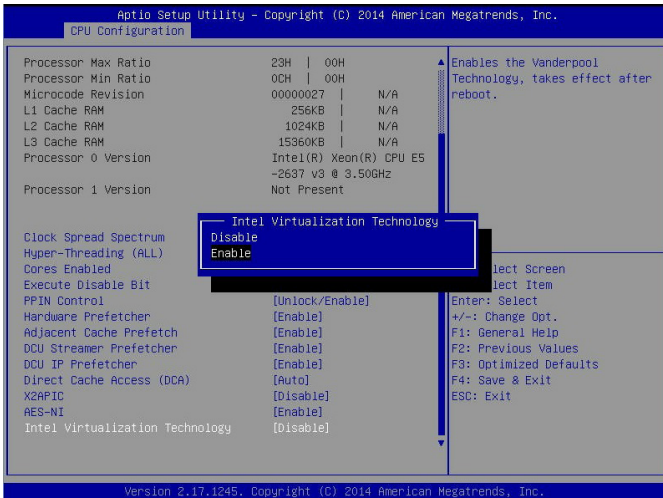 Aptio Setup Utility – Copyright (C) 2014 American Megatrends, Inc.
CPU Configuration
Processor Max Ratio 23H | 00H
Processor Min Ratio 0CH | 00H
Microcode Revision 00000027 | N/A
L1 Cache RAM 256KB | N/A
L2 Cache RAM 1024KB | N/A
L3 Cache RAM 15360KB | N/A
Processor 0 Version Intel(R) Xeon(R) CPU E5
-2637 v3 @ 3.50GHz
Processor 1 Version Not Present
Clock Spread Spectrum
Hyper-Threading (ALL)
Cores Enabled
Execute Disable Bit
PPIN Control [Unlock/Enable]
Hardware Prefetcher [Enable]
Adjacent Cache Prefetch [Enable]
DCU Streamer Prefetcher [Enable]
DCU IP Prefetcher [Enable]
Direct Cache Access (DCA) [Auto]
X2APIC [Disable]
AES-NI [Enable]
Intel Virtualization Technology [Disable]
Intel Virtualization Technology
Disable
Enable
Enables the Vanderpool
Technology, takes effect after
reboot.
lect Screen
lect Item
Enter: Select
+/-: Change Opt.
F1: General Help
F2: Previous Values
F3: Optimized Defaults
F4: Save & Exit
ESC: Exit
Version 2.17.1245. Copyright (C) 2014 American Megatrends, Inc.